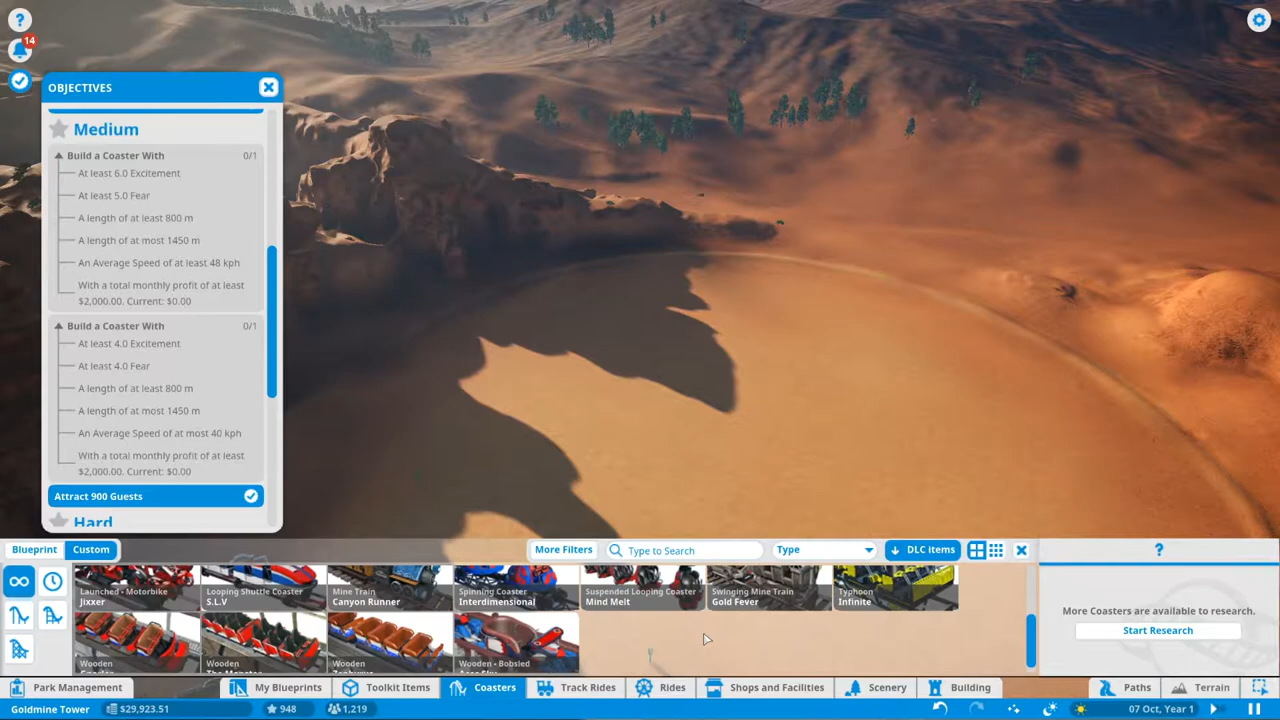 ?
14
OBJECTIVES
Medium
Build a Coaster With 0/1
At least 6.0 Excitement
At least 5.0 Fear
A length of at least 800 m
A length of at most 1450 m
An Average Speed of at least 48 kph
With a total monthly profit of at least
$2,000.00. Current: $0.00
Build a Coaster With 0/1
At least 4.0 Excitement
At least 4.0 Fear
A length of at least 800 m
A length of at most 1450 m
An Average Speed of at most 40 kph
With a total monthly profit of at least
$2,000.00. Current: $0.00
Attract 900 Guests
Hard
Blueprint Custom More Filters Type to Search Type DLC items ?
Launched - Motorbike Looping Shuttle Coaster Mine Train Spinning Coaster Suspended Looping Coaster Swinging Mine Train Typhoon
Jixxer S.L.V Canyon Runner Interdimensional Mind Melt Gold Fever Infinite
More Coasters are available to research.
Start Research
Wooden Wooden Wooden Wooden - Bobsled
The Monster
Park Management My Blueprints Toolkit Items Coasters Track Rides Rides Shops and Facilities Scenery Building Paths Terrain
Goldmine Tower $29,923.51 948 1,219 07 Oct, Year 1